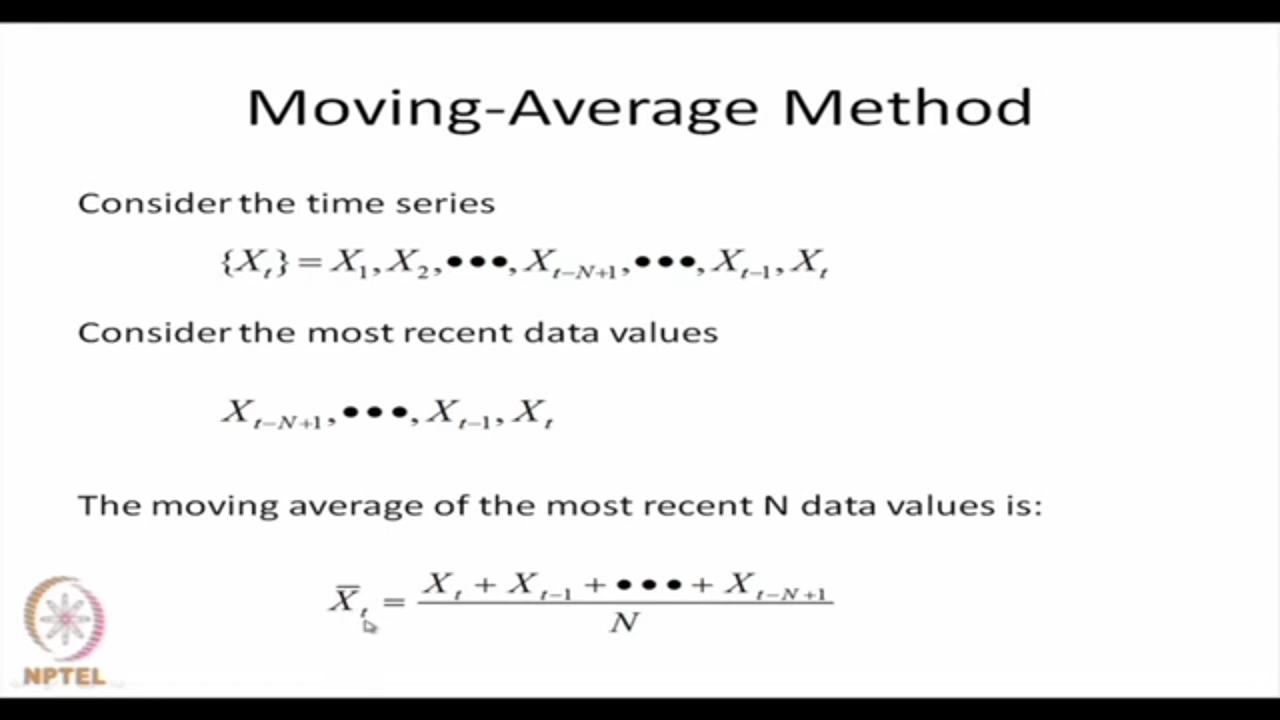 Moving-Average Method
Consider the time series
{X_t} = X_1, X_2, •••, X_{t-N+1}, •••, X_{t-1}, X_t
Consider the most recent data values
X_{t-N+1}, •••, X_{t-1}, X_t
The moving average of the most recent N data values is:
X̅_t = (X_t + X_{t-1} + ••• + X_{t-N+1}) / N
NPTEL